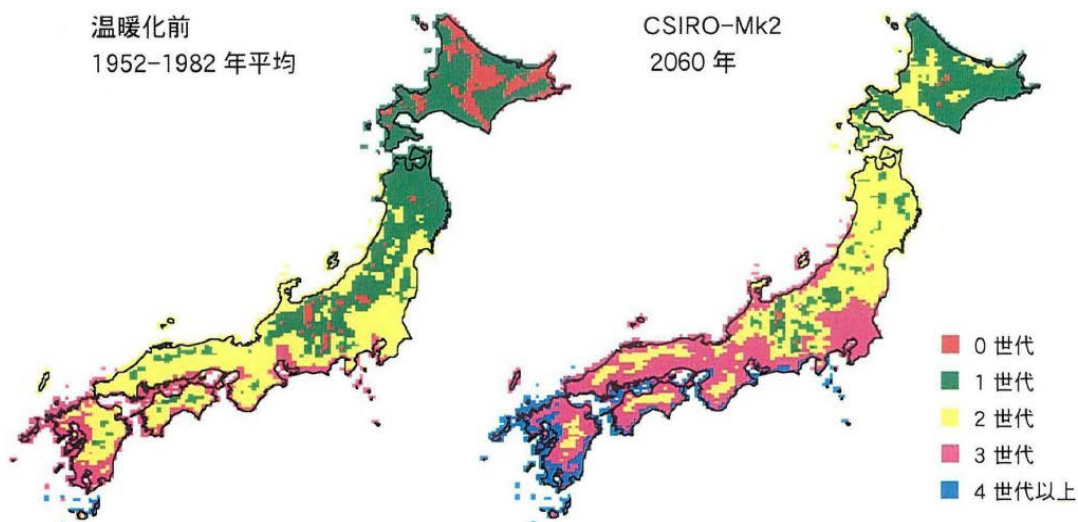 温暖化前
1952-1982 年平均
CSIRO-Mk2
2060 年
0 世代
1 世代
2 世代
3 世代
4 世代以上